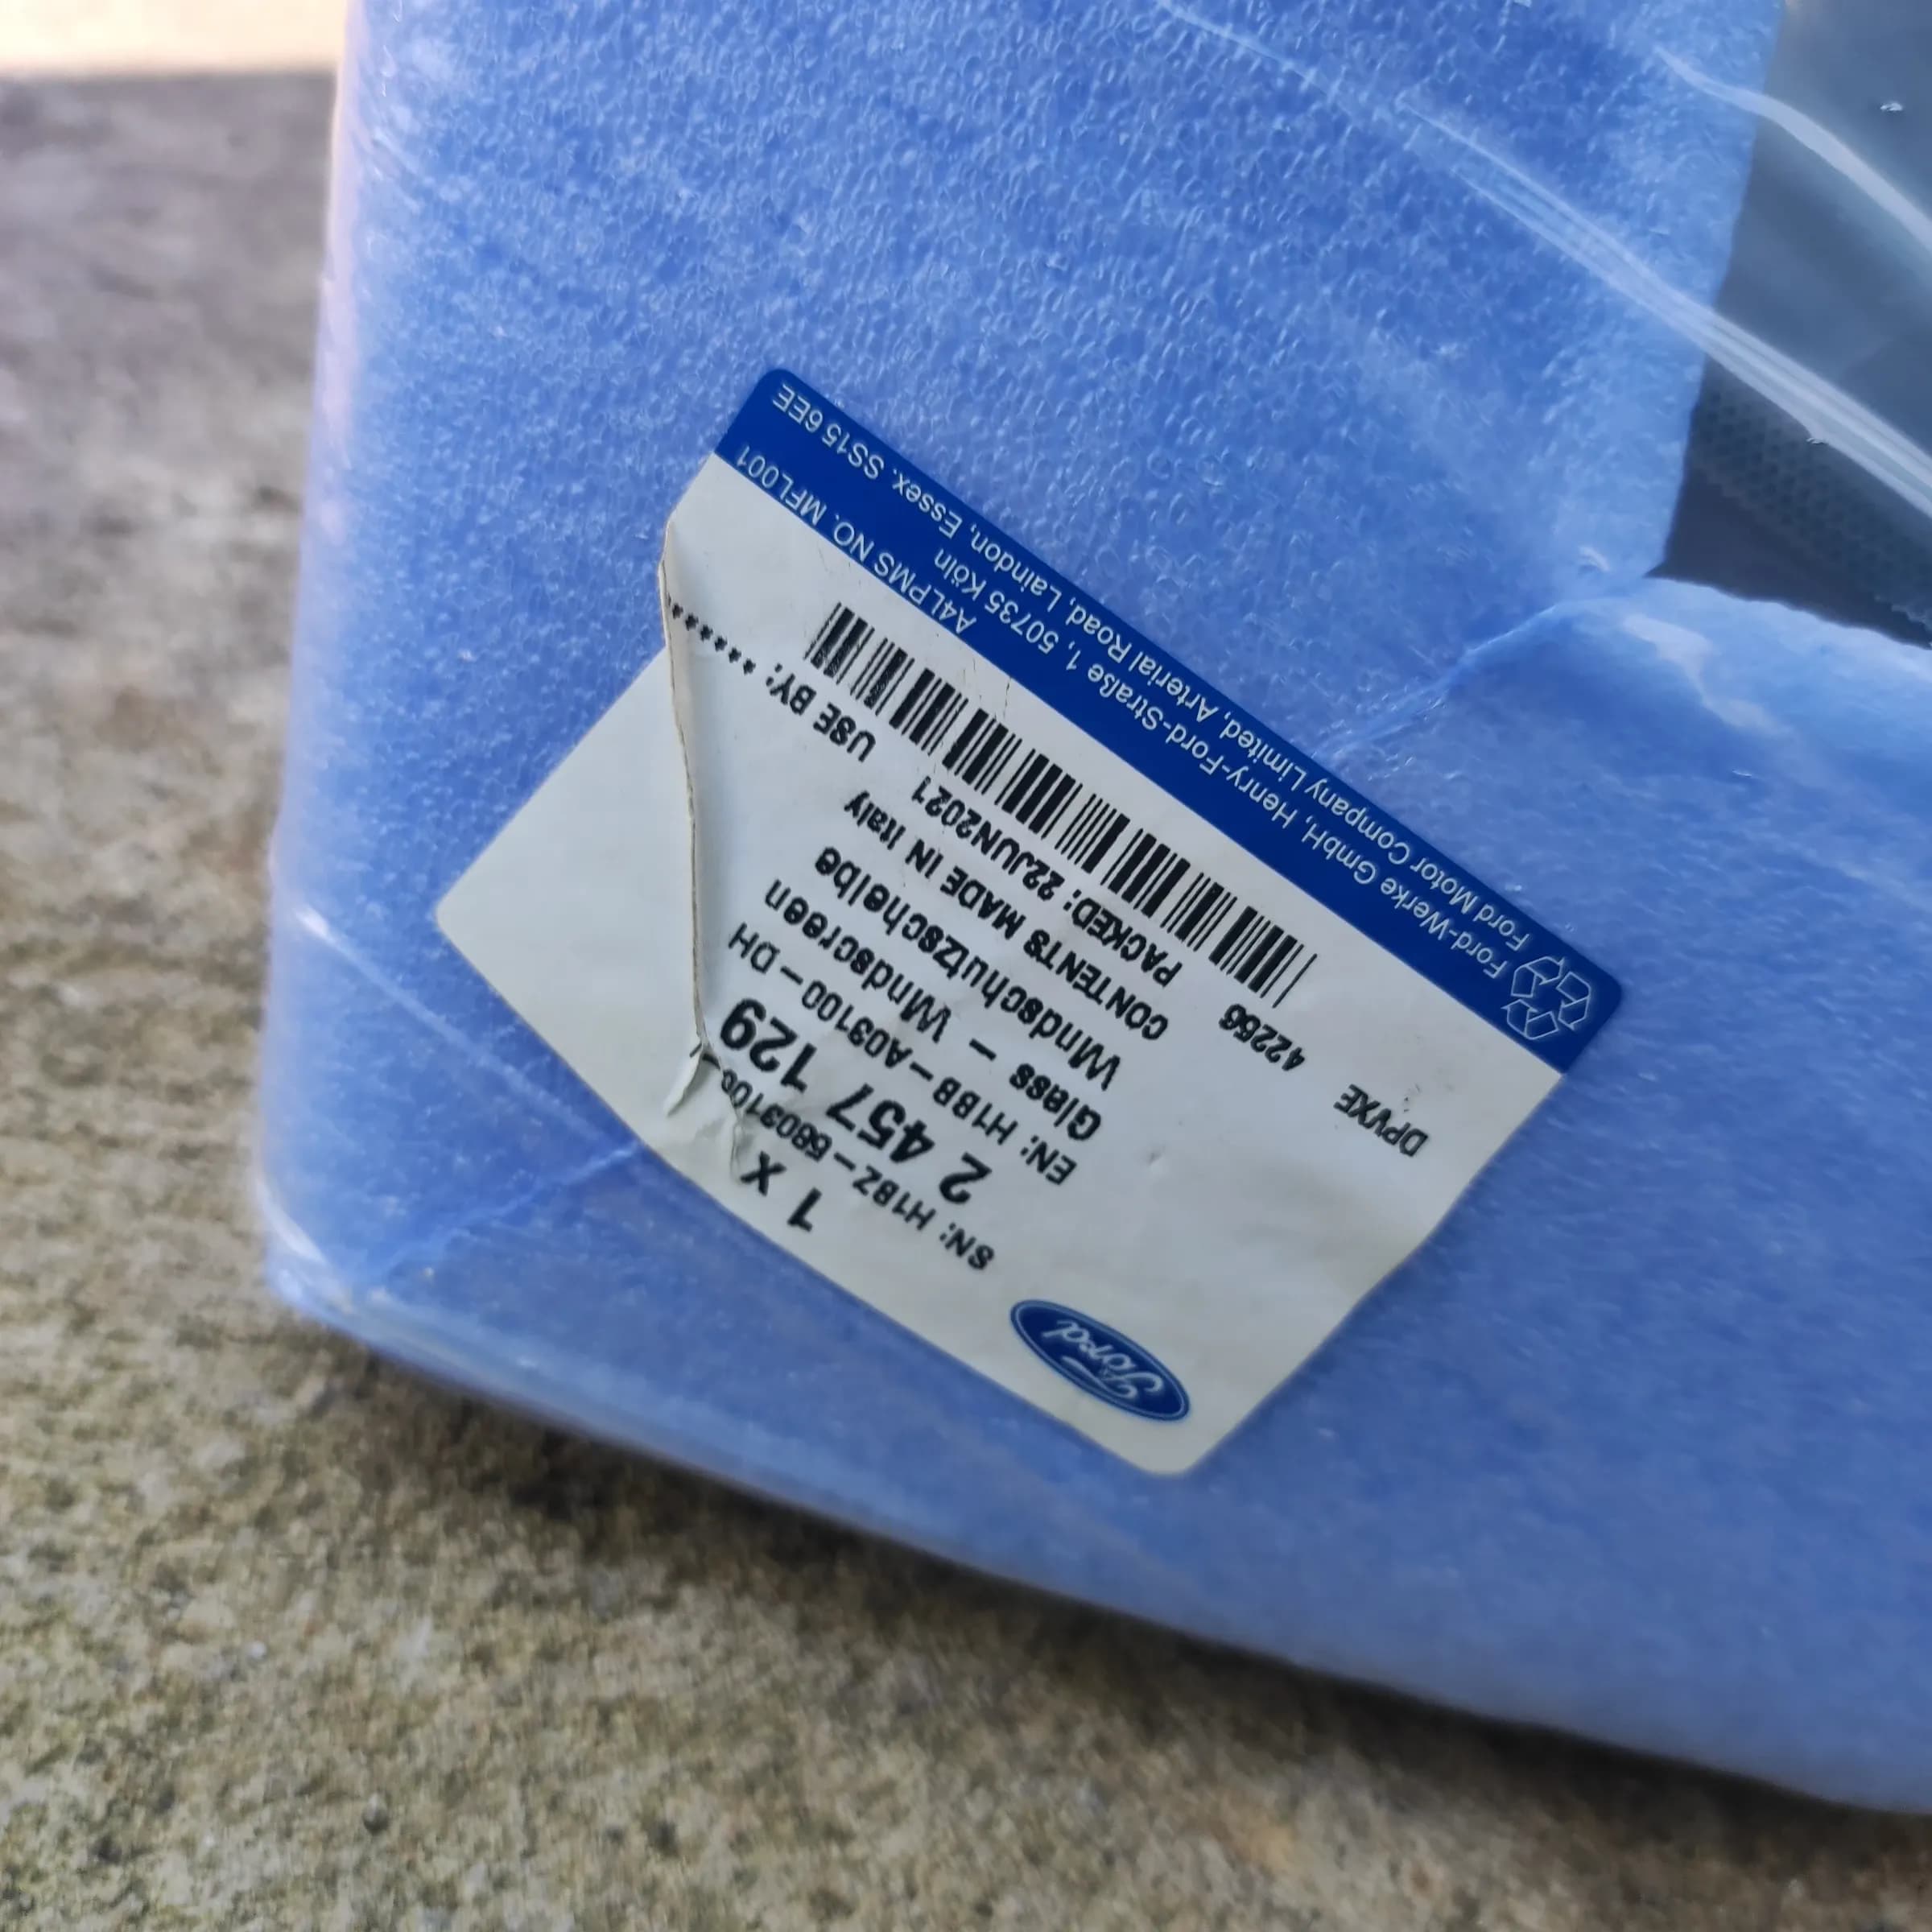 Ford
1 X
SN: H1BZ-5803100-
2 457 129
EN: H1BB-A03100-DH
Glass - Windscreen
Windschutzscheibe
CONTENTS MADE IN Italy
PACKED: 22JUN2021
USE BY: ********
42256
DPVXE
A4LPMS NO. MFL001
Ford-Werke GmbH, Henry-Ford-Straße 1, 50735 Köln
Ford Motor Company Limited, Arterial Road, Laindon, Essex. SS15 6EE